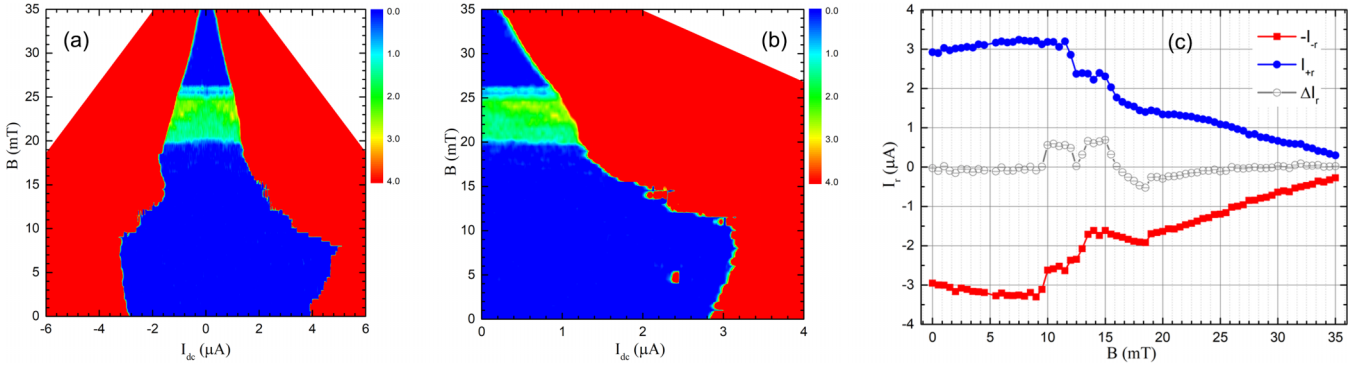 (a)
35
30
25
20
15
10
5
0
B (mT)
-6 -4 -2 0 2 4 6
I_dc (μA)
0.0
1.0
2.0
3.0
4.0
(b)
35
30
25
20
15
10
5
0
B (mT)
0 1 2 3 4
I_dc (μA)
0.0
1.0
2.0
3.0
4.0
(c)
-I_-r
I_+r
ΔI_r
4
3
2
1
0
-1
-2
-3
-4
I_r (μA)
0 5 10 15 20 25 30 35
B (mT)